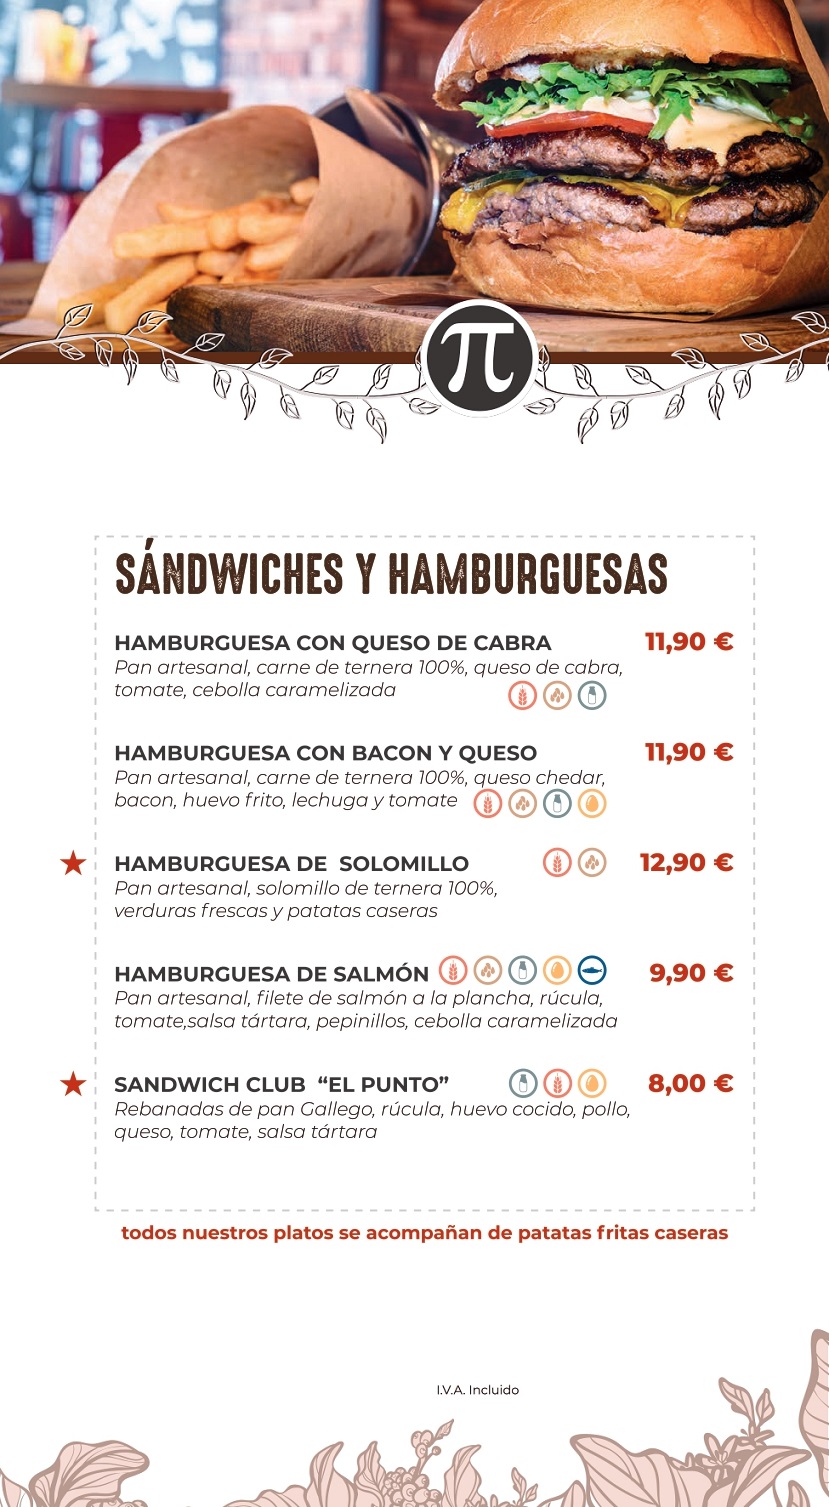 π
SÁNDWICHES Y HAMBURGUESAS
HAMBURGUESA CON QUESO DE CABRA 11,90 €
Pan artesanal, carne de ternera 100%, queso de cabra,
tomate, cebolla caramelizada
HAMBURGUESA CON BACON Y QUESO 11,90 €
Pan artesanal, carne de ternera 100%, queso chedar,
bacon, huevo frito, lechuga y tomate
HAMBURGUESA DE SOLOMILLO 12,90 €
Pan artesanal, solomillo de ternera 100%,
verduras frescas y patatas caseras
HAMBURGUESA DE SALMÓN 9,90 €
Pan artesanal, filete de salmón a la plancha, rúcula,
tomate,salsa tártara, pepinillos, cebolla caramelizada
SANDWICH CLUB “EL PUNTO” 8,00 €
Rebanadas de pan Gallego, rúcula, huevo cocido, pollo,
queso, tomate, salsa tártara
todos nuestros platos se acompañan de patatas fritas caseras
I.V.A. Incluido